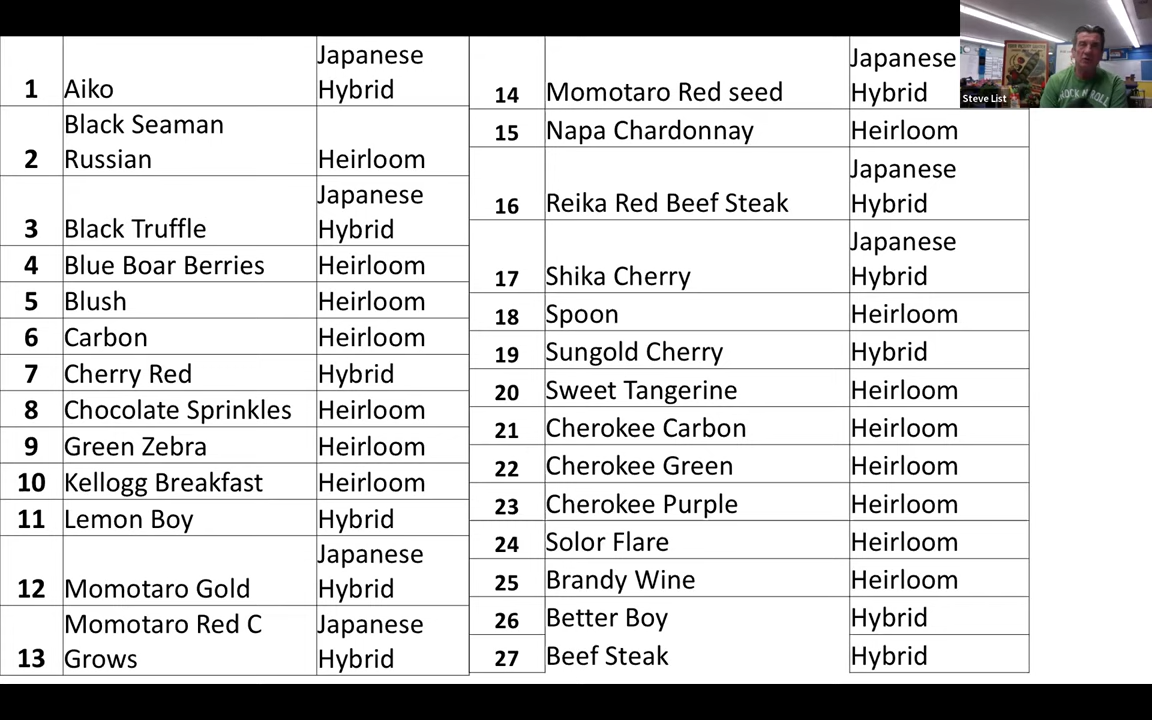 Japanese
1 Aiko Hybrid
Black Seaman
2 Russian Heirloom
Japanese
3 Black Truffle Hybrid
4 Blue Boar Berries Heirloom
5 Blush Heirloom
6 Carbon Heirloom
7 Cherry Red Hybrid
8 Chocolate Sprinkles Heirloom
9 Green Zebra Heirloom
10 Kellogg Breakfast Heirloom
11 Lemon Boy Hybrid
Japanese
12 Momotaro Gold Hybrid
Momotaro Red C Japanese
13 Grows Hybrid
Japanese
14 Momotaro Red seed Hybrid
15 Napa Chardonnay Heirloom
Japanese
16 Reika Red Beef Steak Hybrid
Japanese
17 Shika Cherry Hybrid
18 Spoon Heirloom
19 Sungold Cherry Hybrid
20 Sweet Tangerine Heirloom
21 Cherokee Carbon Heirloom
22 Cherokee Green Heirloom
23 Cherokee Purple Heirloom
24 Solor Flare Heirloom
25 Brandy Wine Heirloom
26 Better Boy Hybrid
27 Beef Steak Hybrid
Steve List